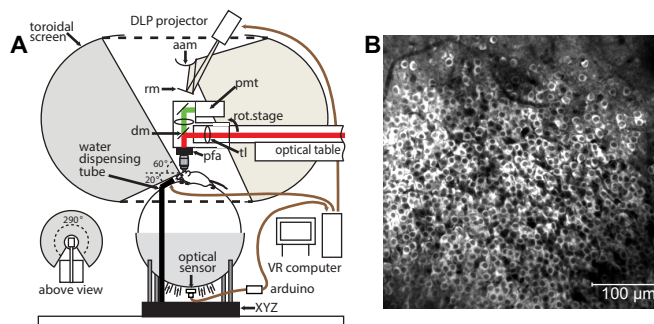 A
toroidal
screen
DLP projector
aam
rm
pmt
rot.stage
dm
water
dispensing
tube
pfa
tl
optical table
60°
20°
290°
above view
optical
sensor
VR computer
arduino
XYZ
B
100 µm